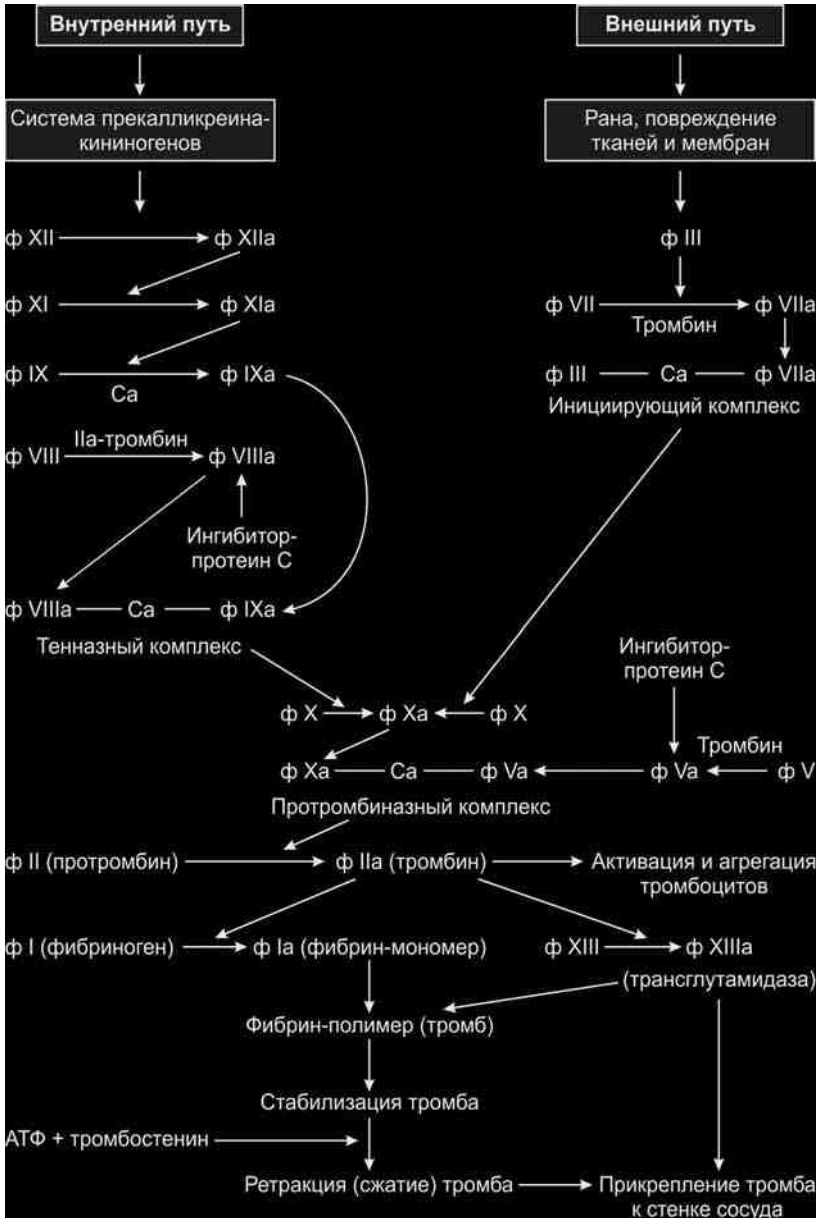 Внутренний путь
Внешний путь
Система прекалликреина-
кининогенов
Рана, повреждение
тканей и мембран
ф XII ф XIIa
ф III
ф XI ф XIa
ф VII ф VIIa
Тромбин
ф IX ф IXa
Ca
ф III Ca ф VIIa
Инициирующий комплекс
IIa-тромбин
ф VIII ф VIIIa
Ингибитор-
протеин C
ф VIIIa Ca ф IXa
Тенназный комплекс
Ингибитор-
протеин C
ф X ф Xa ф X
Тромбин
ф Xa Ca ф Va ф Va ф V
Протромбиназный комплекс
ф II (протромбин) ф IIa (тромбин) Активация и агрегация
тромбоцитов
ф I (фибриноген) ф Ia (фибрин-мономер) ф XIII ф XIIIa
(трансглутамидаза)
Фибрин-полимер (тромб)
Стабилизация тромба
АТФ + тромбостенин
Ретракция (сжатие) тромба Прикрепление тромба
к стенке сосуда